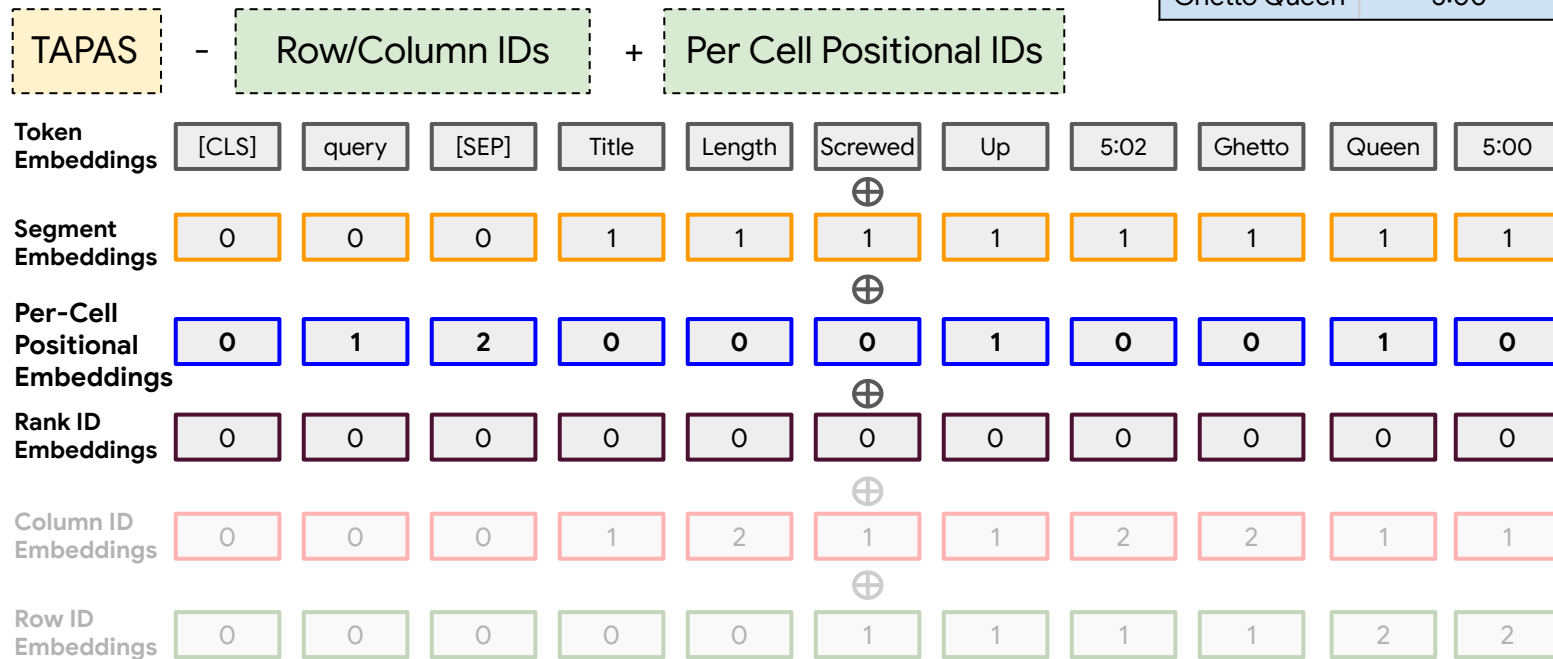 Ghetto Queen 5:00
TAPAS - Row/Column IDs + Per Cell Positional IDs
Token
Embeddings [CLS] query [SEP] Title Length Screwed Up 5:02 Ghetto Queen 5:00
⊕
Segment
Embeddings 0 0 0 1 1 1 1 1 1 1 1
⊕
Per-Cell
Positional
Embeddings 0 1 2 0 0 0 1 0 0 1 0
⊕
Rank ID
Embeddings 0 0 0 0 0 0 0 0 0 0 0
⊕
Column ID
Embeddings 0 0 0 1 2 1 1 2 2 1 1
⊕
Row ID
Embeddings 0 0 0 0 0 1 1 1 1 2 2